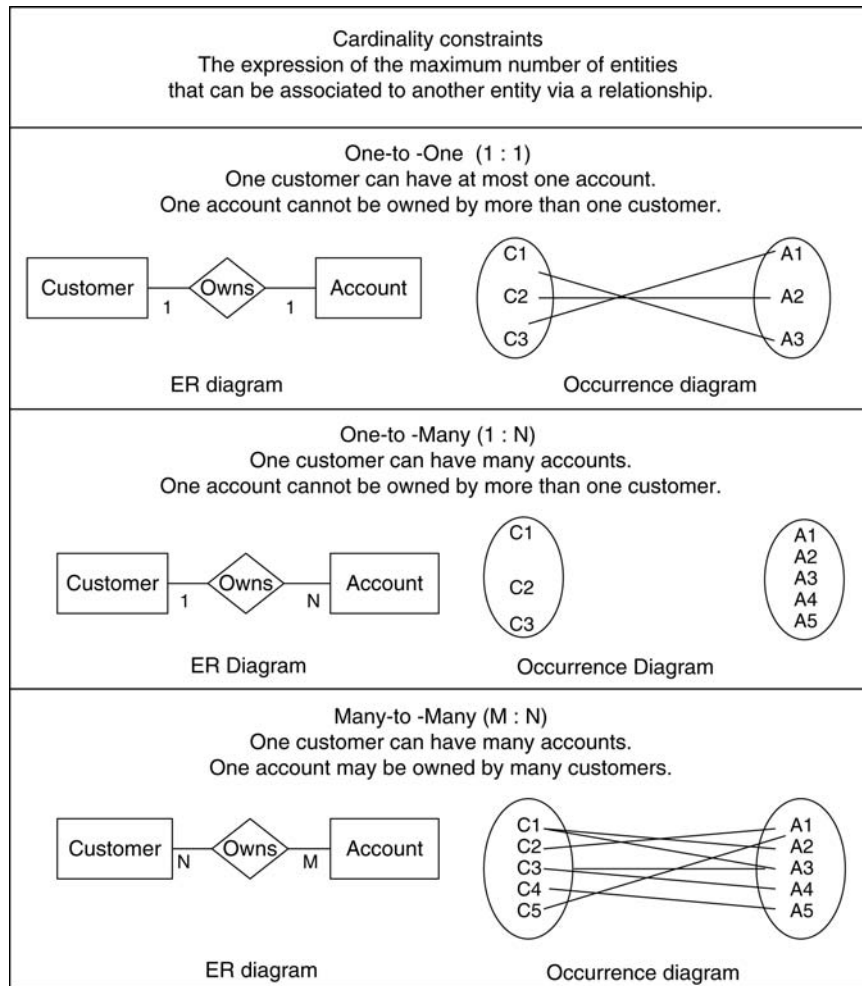 Cardinality constraints
The expression of the maximum number of entities
that can be associated to another entity via a relationship.
One-to -One (1 : 1)
One customer can have at most one account.
One account cannot be owned by more than one customer.
Customer
1
Owns
1
Account
C1
C2
C3
A1
A2
A3
ER diagram
Occurrence diagram
One-to -Many (1 : N)
One customer can have many accounts.
One account cannot be owned by more than one customer.
Customer
1
Owns
N
Account
C1
C2
C3
A1
A2
A3
A4
A5
ER Diagram
Occurrence Diagram
Many-to -Many (M : N)
One customer can have many accounts.
One account may be owned by many customers.
Customer
N
Owns
M
Account
C1
C2
C3
C4
C5
A1
A2
A3
A4
A5
ER diagram
Occurrence diagram